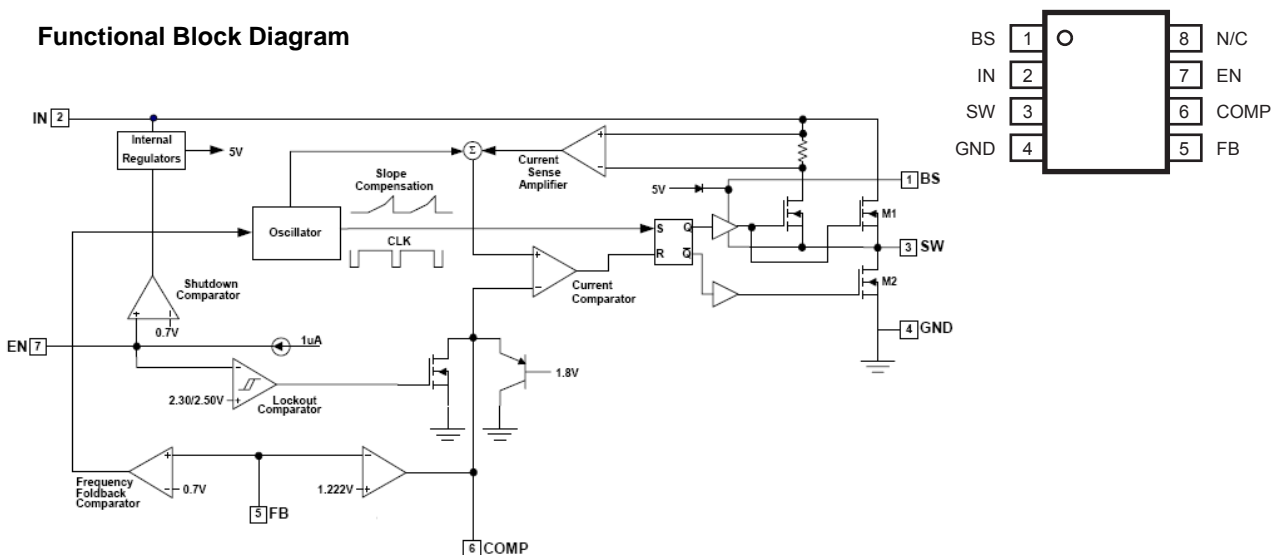 Functional Block Diagram
BS 1
IN 2
SW 3
GND 4
8 N/C
7 EN
6 COMP
5 FB
IN 2
Internal
Regulators
5V
Σ
+
−
Current
Sense
Amplifier
Slope
Compensation
5V
1 BS
Oscillator
CLK
S Q
R Q̅
M1
3 SW
+
−
Current
Comparator
M2
Shutdown
Comparator
+ −
0.7V
4 GND
EN 7
1uA
−
2.30/2.50V +
Lockout
Comparator
1.8V
Frequency
Foldback
Comparator
+
− 0.7V
−
1.222V +
5 FB
6 COMP